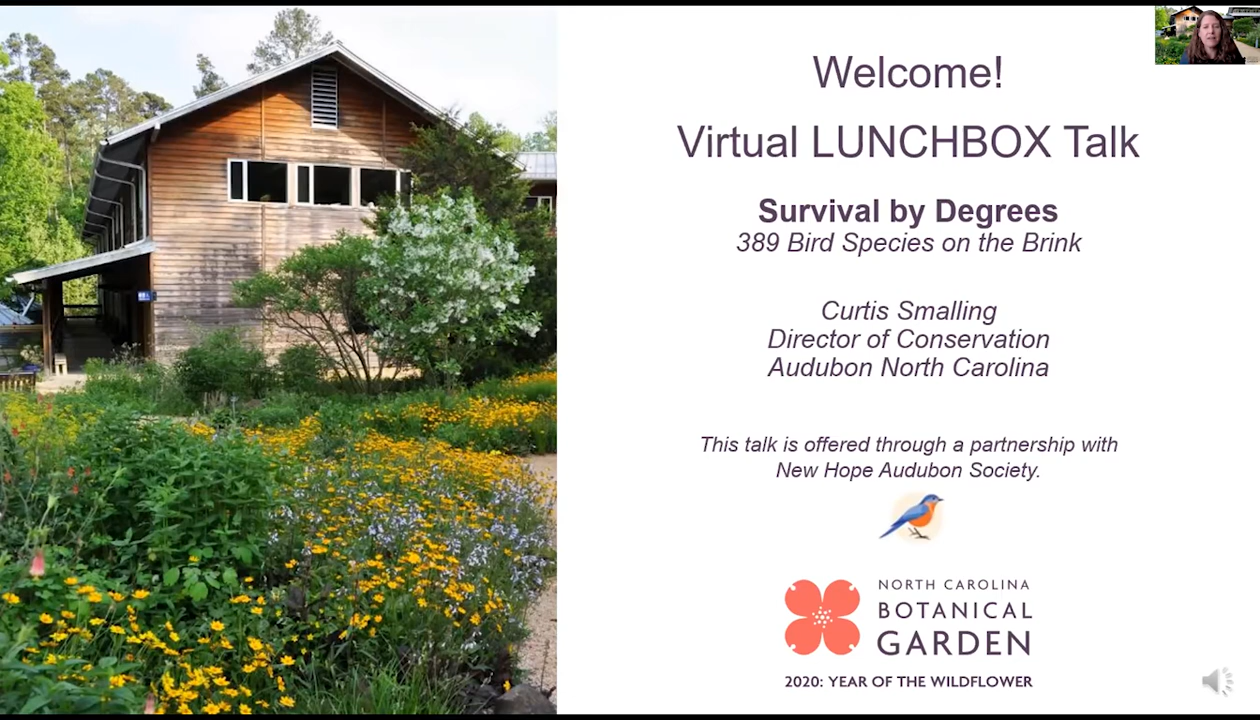 Welcome!
Virtual LUNCHBOX Talk
Survival by Degrees
389 Bird Species on the Brink
Curtis Smalling
Director of Conservation
Audubon North Carolina
This talk is offered through a partnership with
New Hope Audubon Society.
NORTH CAROLINA
BOTANICAL
GARDEN
2020: YEAR OF THE WILDFLOWER